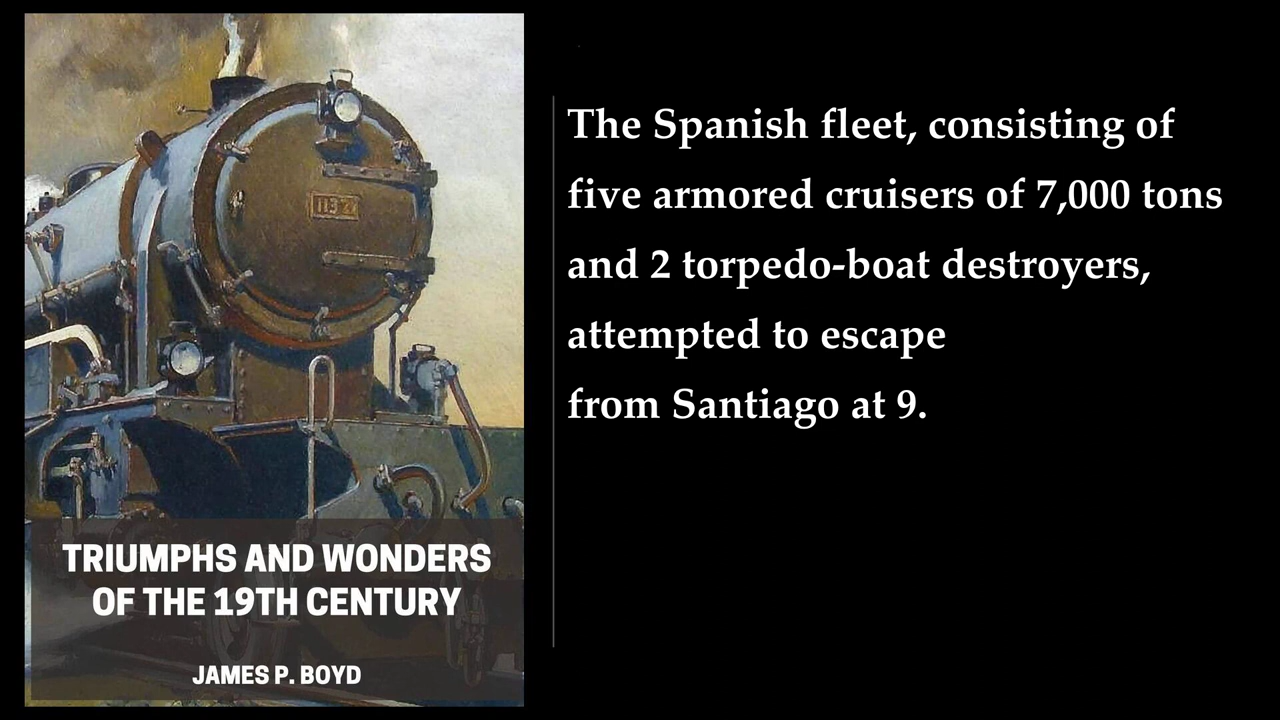 The Spanish fleet, consisting of
five armored cruisers of 7,000 tons
and 2 torpedo-boat destroyers,
attempted to escape
from Santiago at 9.
TRIUMPHS AND WONDERS
OF THE 19TH CENTURY
JAMES P. BOYD